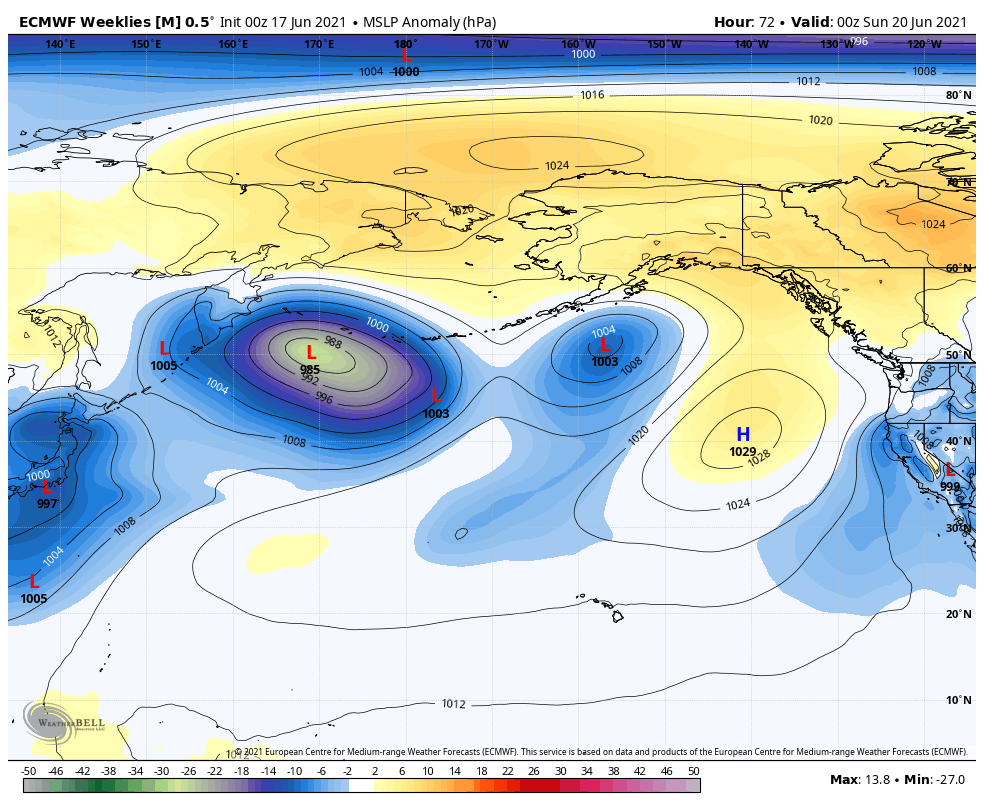 ECMWF Weeklies [M] 0.5° Init 00z 17 Jun 2021 • MSLP Anomaly (hPa)
Hour: 72 • Valid: 00z Sun 20 Jun 2021
140°E 150°E 160°E 170°E 180° 170°W 160°W 150°W 140°W 130°W 120°W
996
1000
L
1000
1004
1008
1012
1016
80°N
1020
1024
70°N
1020
1024
60°N
1012
1000
988
L
985
992
996
L
1005
1004
L
1003
1004
L
1003
1008
50°N
1008
1008
1020
H
1029
1028
40°N
1008
L
999
1004
1000
L
997
1008
1004
1024
30°N
L
1005
20°N
1012
10°N
WEATHERBELL
ANALYTICS LLC
1012
© 2021 European Centre for Medium-range Weather Forecasts (ECMWF). This service is based on data and products of the European Centre for Medium-range Weather Forecasts (ECMWF).
-50 -46 -42 -38 -34 -30 -26 -22 -18 -14 -10 -6 -2 2 6 10 14 18 22 26 30 34 38 42 46 50
Max: 13.8 • Min: -27.0